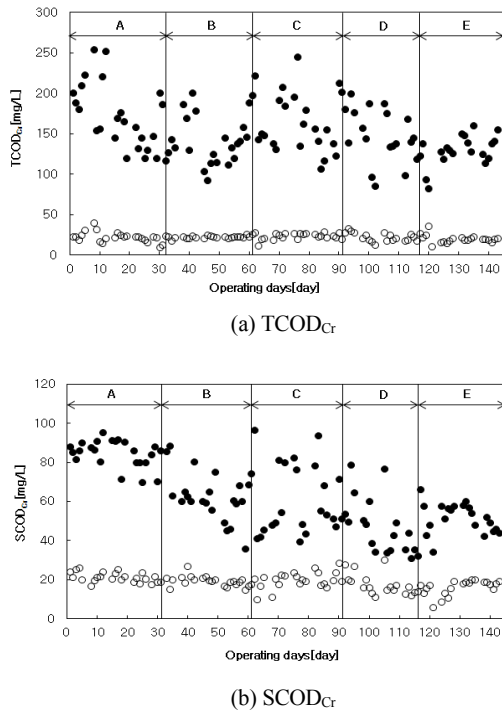 300
250
200
150
100
50
0
TCODCr [mg/L]
A B C D E
0 10 20 30 40 50 60 70 80 90 100 110 120 130 140
Operating days[day]
(a) TCODCr
120
100
80
60
40
20
0
SCODCr [mg/L]
A B C D E
0 10 20 30 40 50 60 70 80 90 100 110 120 130 140
Operating days[day]
(b) SCODCr